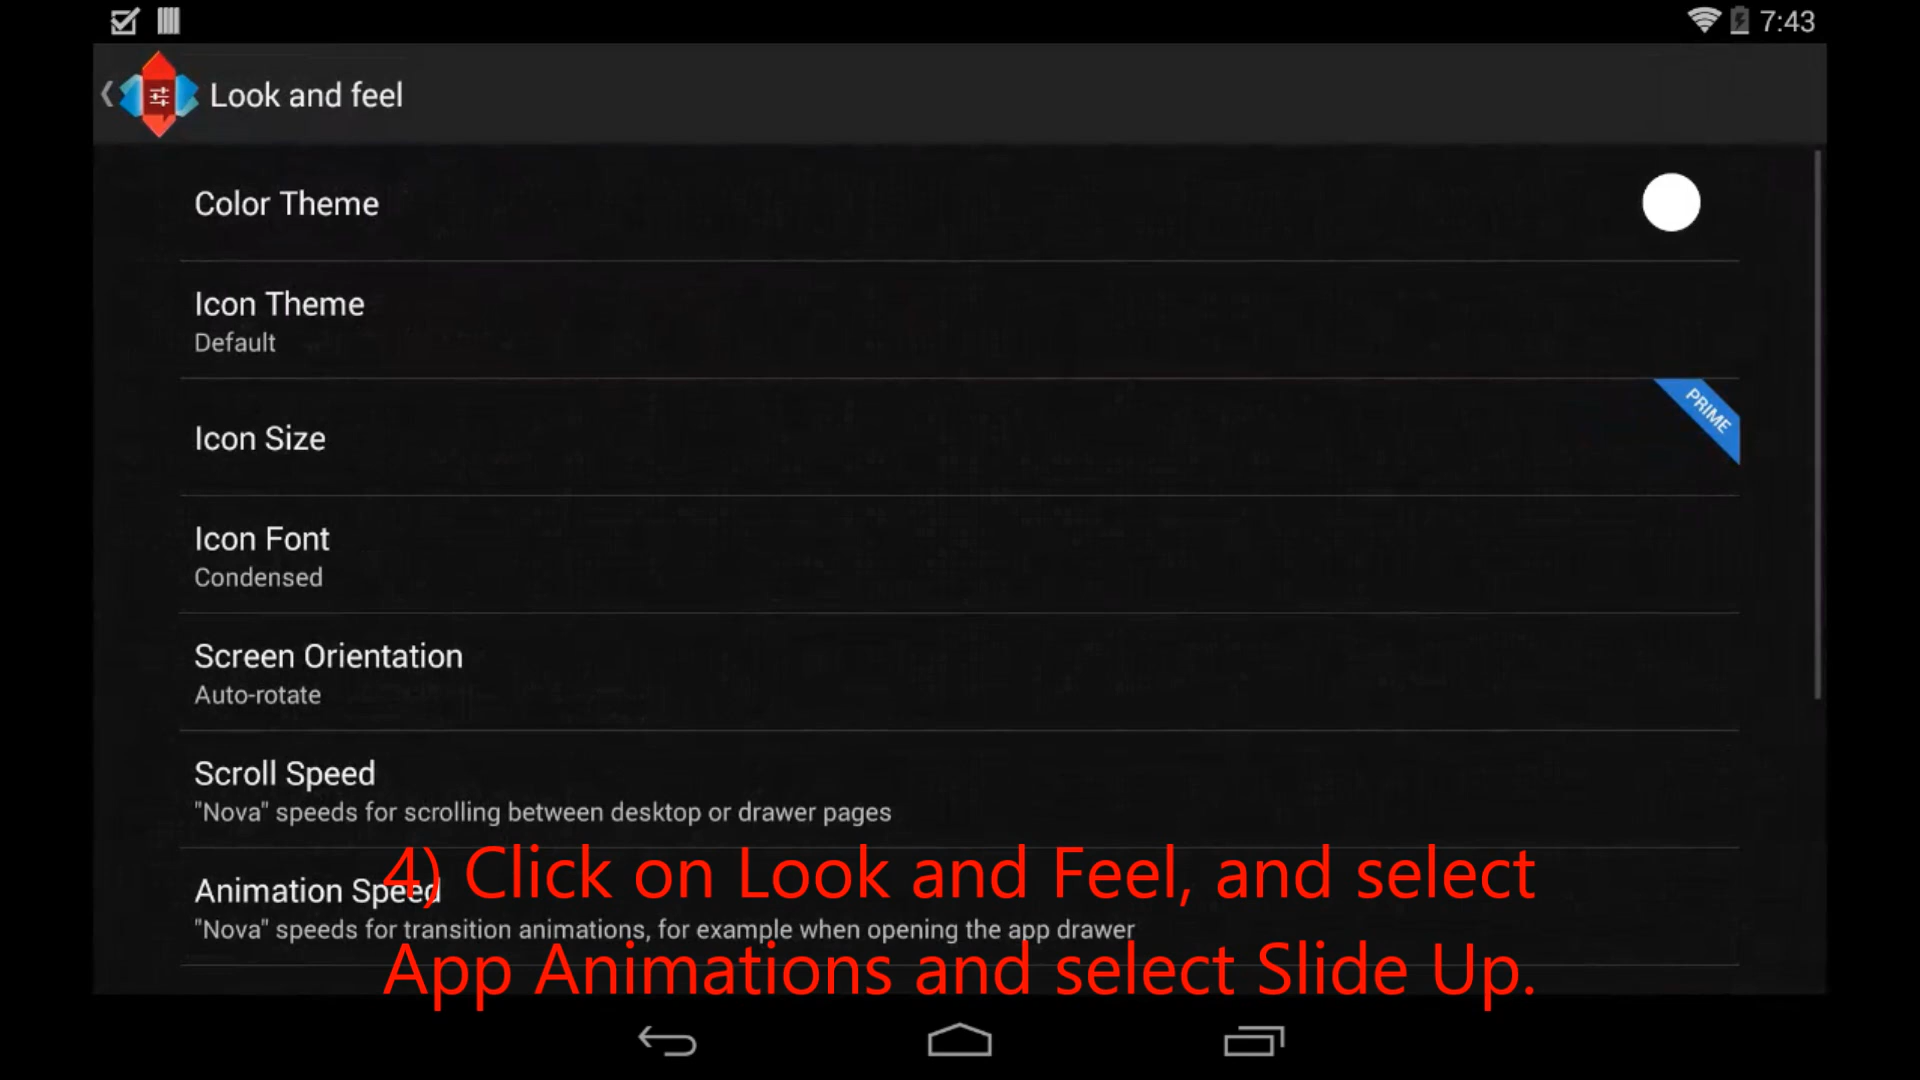 7:43
Look and feel
Color Theme
Icon Theme
Default
PRIME
Icon Size
Icon Font
Condensed
Screen Orientation
Auto-rotate
Scroll Speed
"Nova" speeds for scrolling between desktop or drawer pages
Animation Speed
"Nova" speeds for transition animations, for example when opening the app drawer
4) Click on Look and Feel, and select
App Animations and select Slide Up.